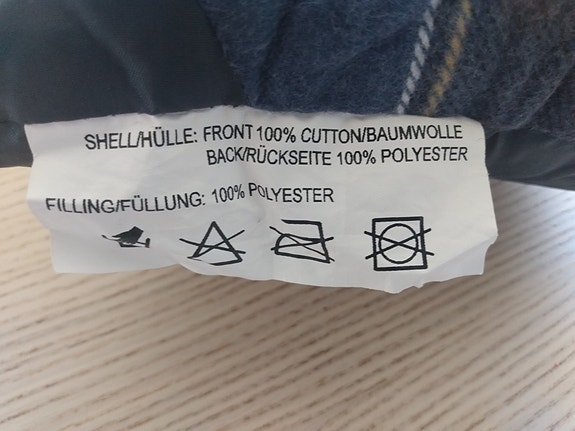 SHELL/HÜLLE: FRONT 100% CUTTON/BAUMWOLLE
BACK/RÜCKSEITE 100% POLYESTER
FILLING/FÜLLUNG: 100% POLYESTER